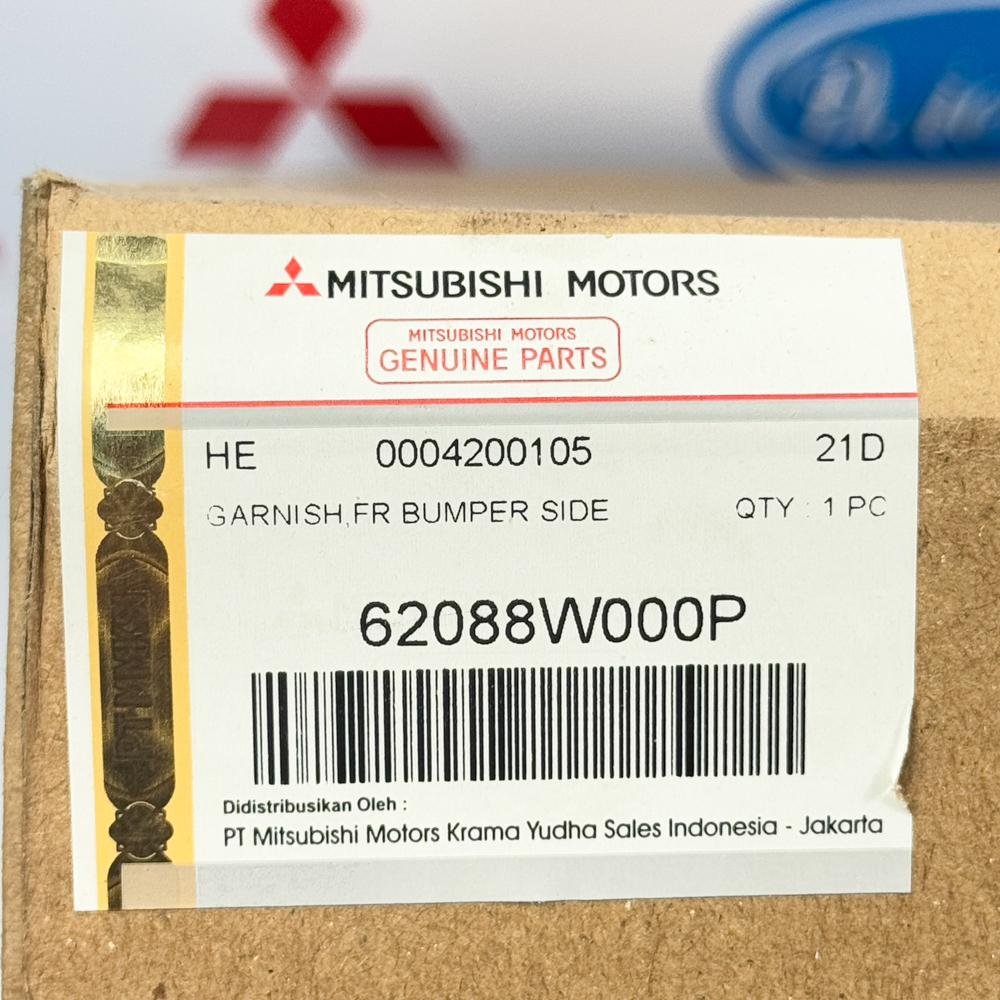 MITSUBISHI MOTORS
MITSUBISHI MOTORS
GENUINE PARTS
HE 0004200105 21D
GARNISH,FR BUMPER SIDE QTY : 1 PC
62088W000P
Didistribusikan Oleh :
PT Mitsubishi Motors Krama Yudha Sales Indonesia - Jakarta